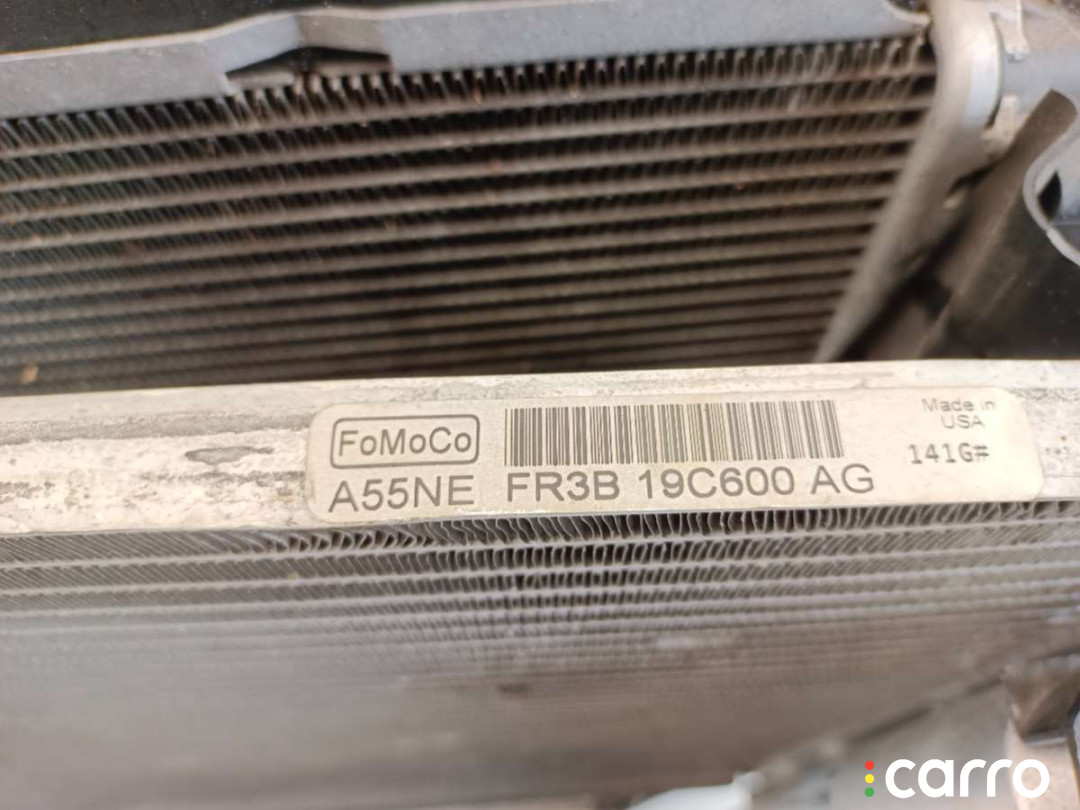 FoMoCo
Made in
USA
141G#
A55NE FR3B 19C600 AG
carro